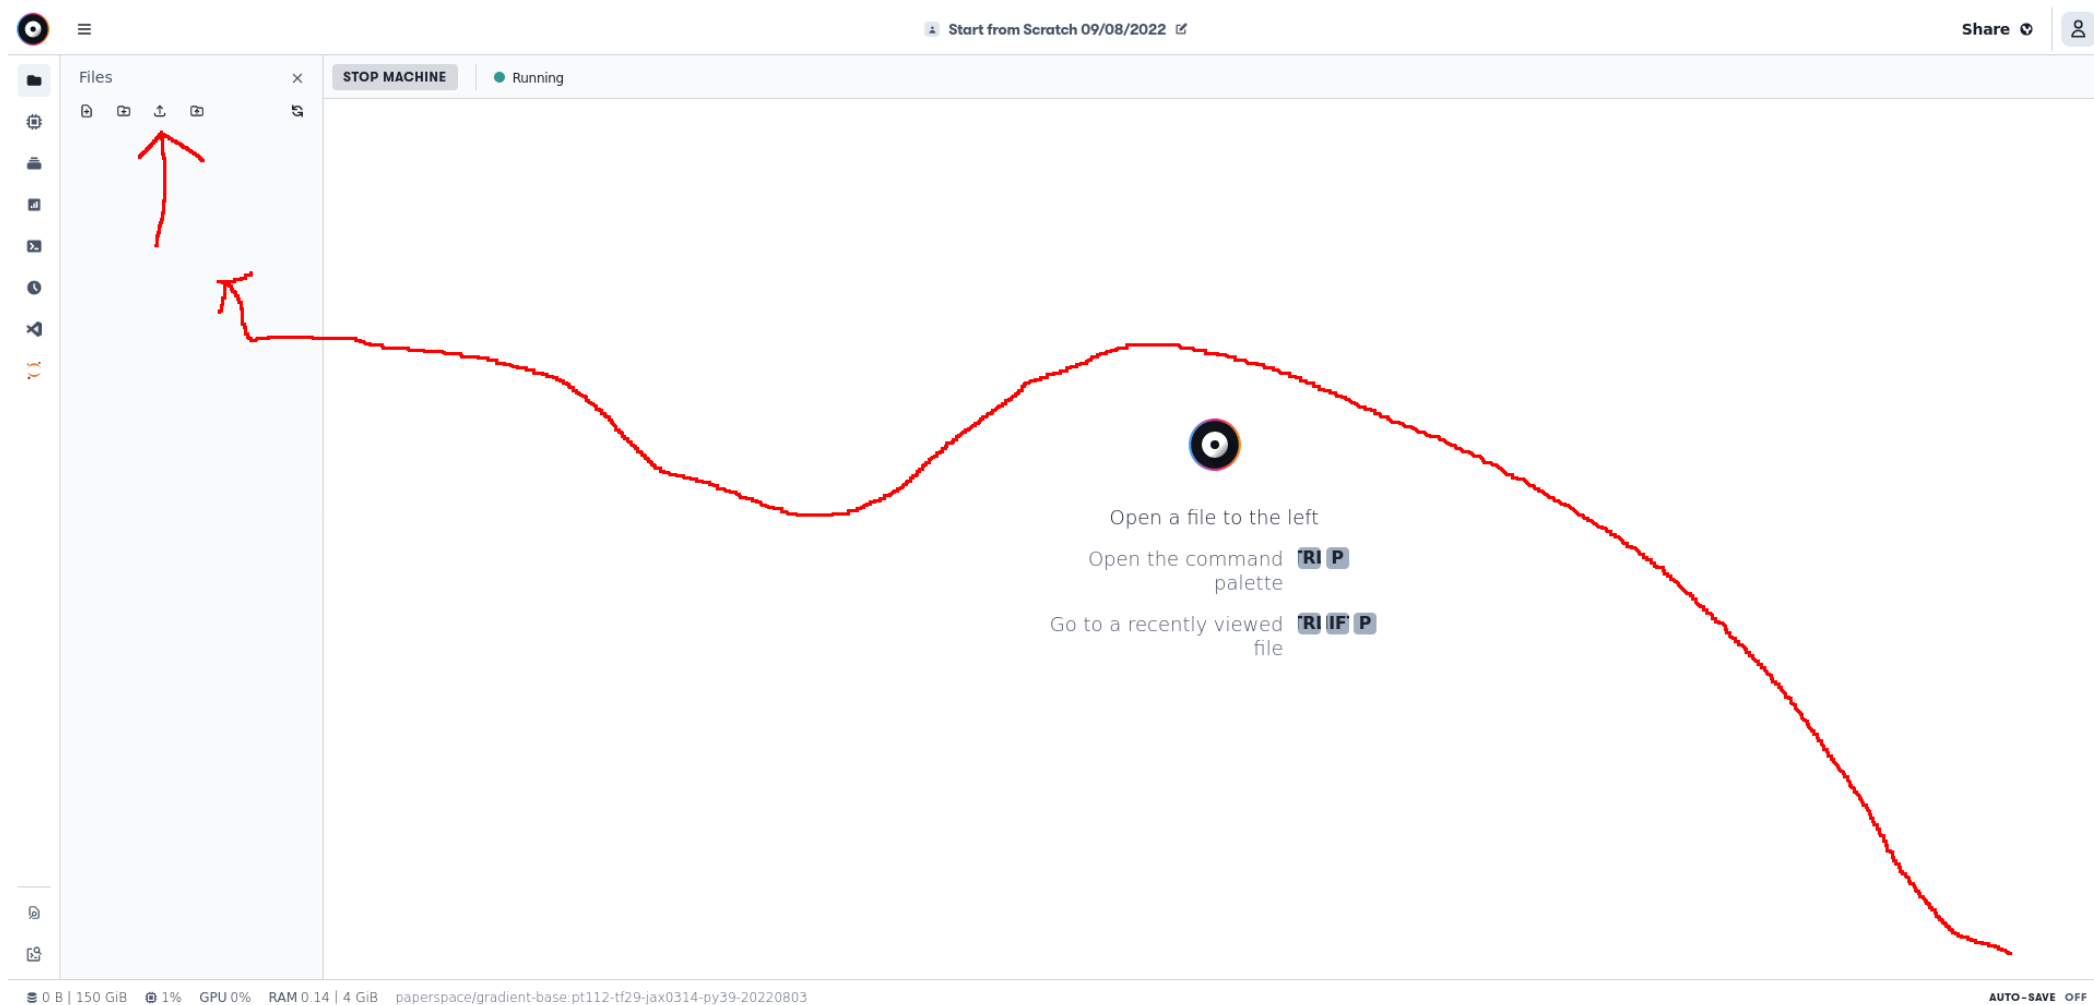 Start from Scratch 09/08/2022
Share
Files
STOP MACHINE
Running
Open a file to the left
Open the command P
palette
Go to a recently viewed P
file
0 B | 150 GiB 1% GPU 0% RAM 0.14 | 4 GiB paperspace/gradient-base:pt112-tf29-jax0314-py39-20220803
AUTO-SAVE OFF